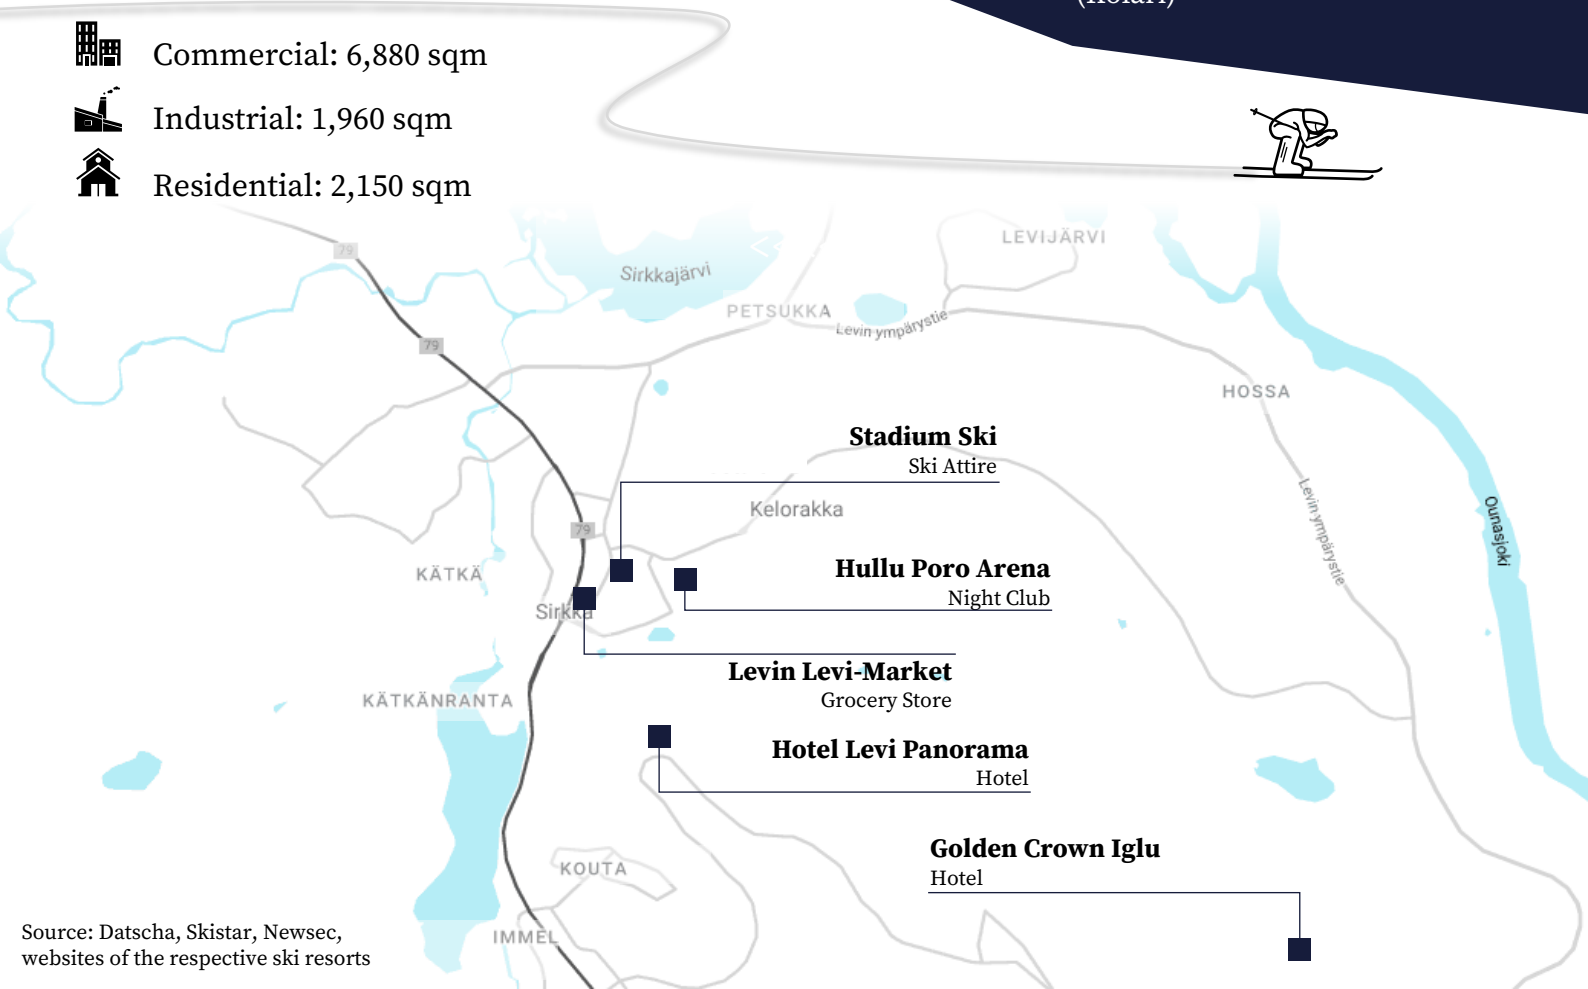 (Kolari)
Commercial: 6,880 sqm
Industrial: 1,960 sqm
Residential: 2,150 sqm
79
LEVIJÄRVI
Sirkkajärvi
PETSUKKA
Levin ympärystie
79
HOSSA
Stadium Ski
Ski Attire
Levin ympärystie
Kelorakka
Ounasjoki
79
KÄTKÄ
Hullu Poro Arena
Night Club
Sirkka
Levin Levi-Market
Grocery Store
KÄTKÄNRANTA
Hotel Levi Panorama
Hotel
Golden Crown Iglu
Hotel
KOUTA
IMMEL
Source: Datscha, Skistar, Newsec,
websites of the respective ski resorts